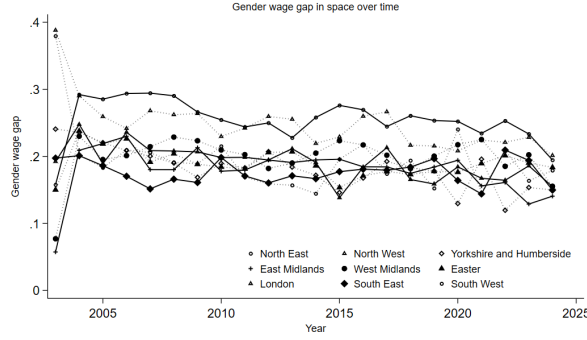 Gender wage gap in space over time
Gender wage gap
.4
.3
.2
.1
0
North East
North West
Yorkshire and Humberside
East Midlands
West Midlands
Easter
London
South East
South West
2005
2010
2015
2020
2025
Year